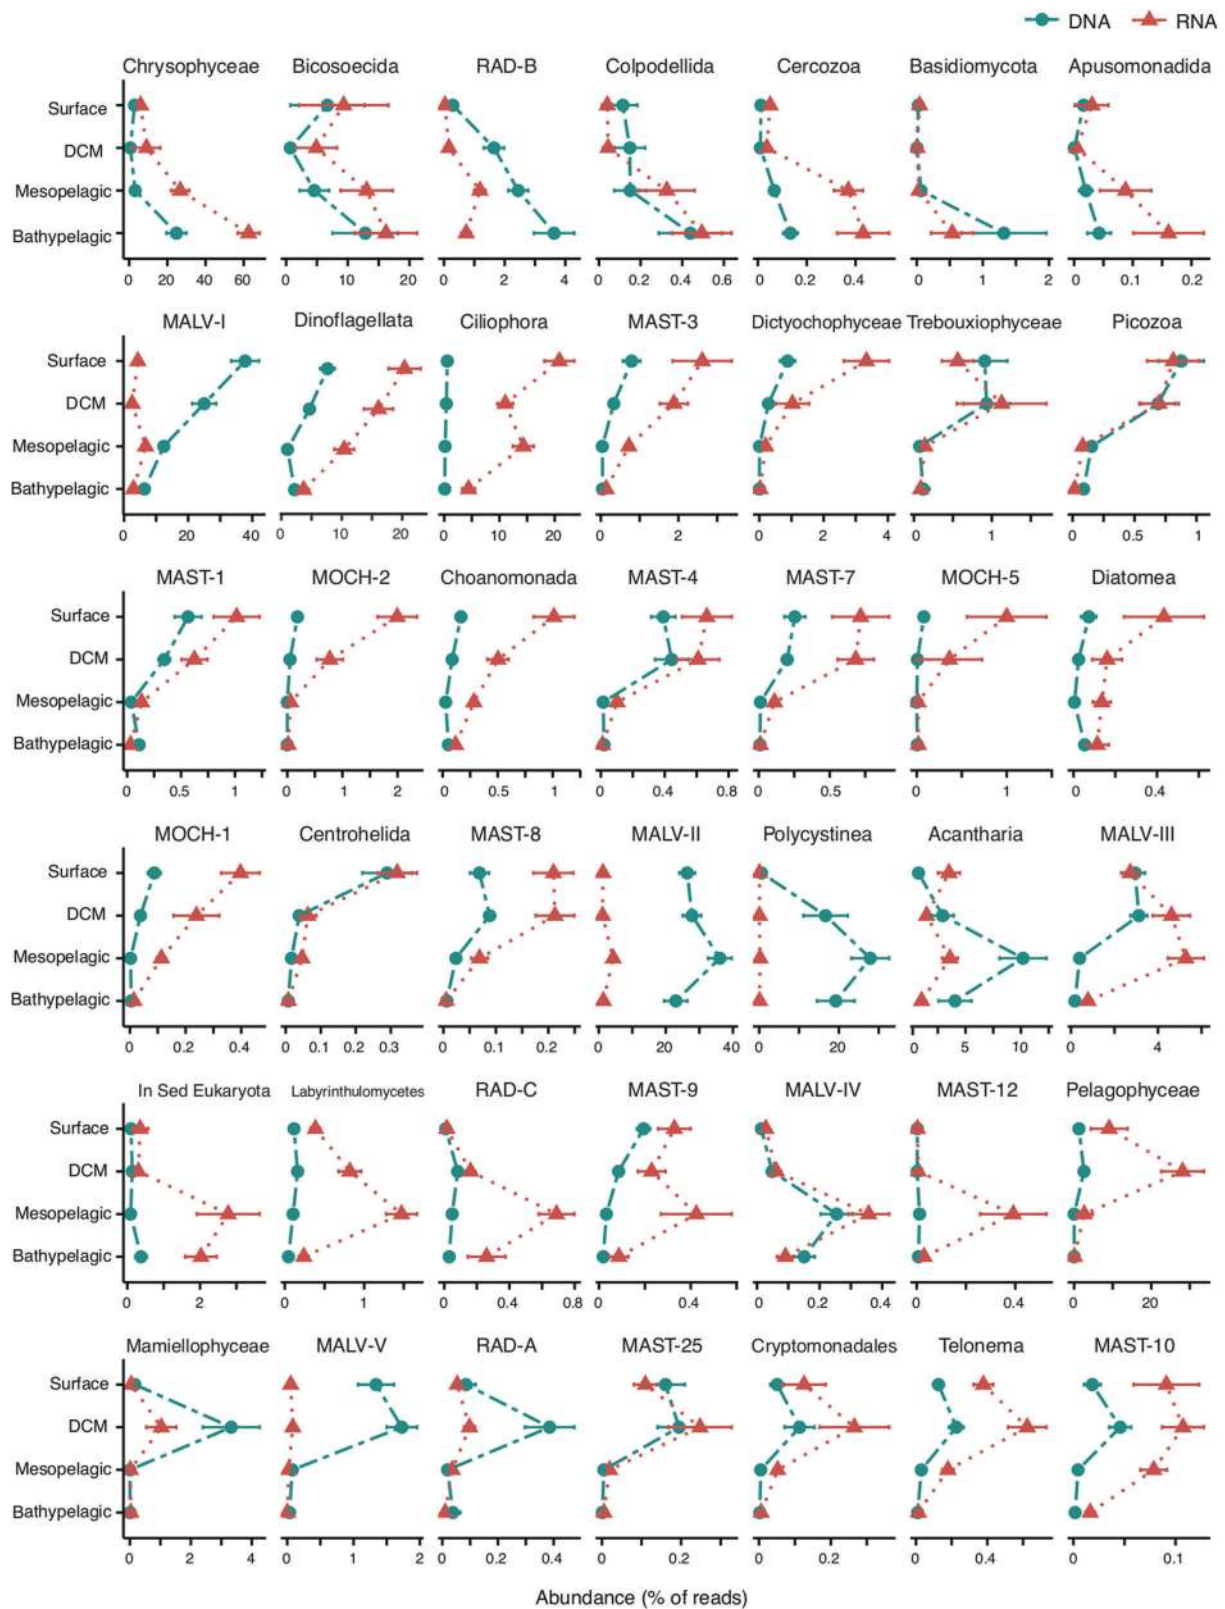 DNA RNA
Chrysophyceae Bicosoecida RAD-B Colpodellida Cercozoa Basidiomycota Apusomonadida
Surface
DCM
Mesopelagic
Bathypelagic
0 20 40 60 0 10 20 0 2 4 0 0.2 0.4 0.6 0 0.2 0.4 0 1 2 0 0.1 0.2
MALV-I Dinoflagellata Ciliophora MAST-3 Dictyochophyceae Trebouxiophyceae Picozoa
Surface
DCM
Mesopelagic
Bathypelagic
0 20 40 0 10 20 0 10 20 0 2 0 1 2 3 4 0 1 0 0.5 1
MAST-1 MOCH-2 Choanomonada MAST-4 MAST-7 MOCH-5 Diatomea
Surface
DCM
Mesopelagic
Bathypelagic
0 0.5 1 0 1 2 0 0.5 1 0 0.4 0.8 0 0.5 0 1 0 0.4
MOCH-1 Centrohelida MAST-8 MALV-II Polycystinea Acantharia MALV-III
Surface
DCM
Mesopelagic
Bathypelagic
0 0.2 0.4 0 0.1 0.3 0 0.1 0.2 0 20 40 0 20 0 5 10 0 4
In Sed Eukaryota Labyrinthulomycetes RAD-C MAST-9 MALV-IV MAST-12 Pelagophyceae
Surface
DCM
Mesopelagic
Bathypelagic
0 2 0 1 0 0.4 0.8 0 0.4 0 0.2 0.4 0 0.4 0 20
Mamiellophyceae MALV-V RAD-A MAST-25 Cryptomonadales Telonema MAST-10
Surface
DCM
Mesopelagic
Bathypelagic
0 2 4 0 1 2 0 0.2 0.4 0 0.2 0 0.2 0 0.4 0 0.1
Abundance (% of reads)